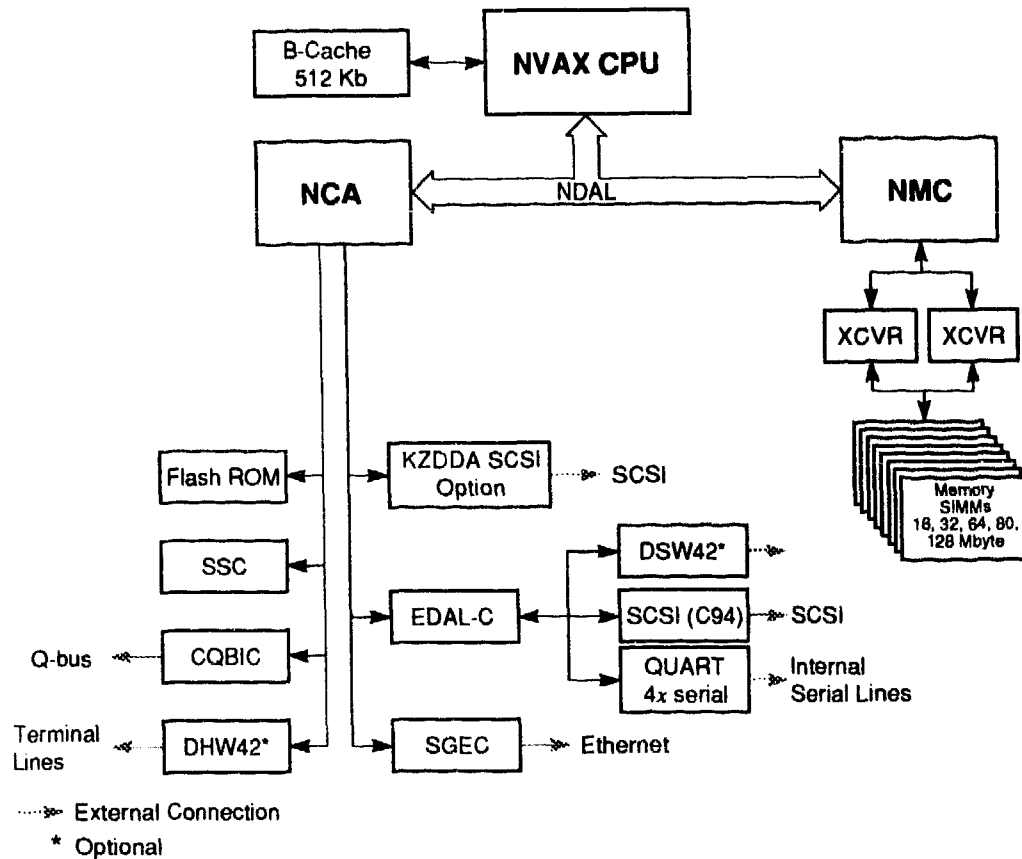 B-Cache
512 Kb
NVAX CPU
NCA
NDAL
NMC
XCVR
XCVR
Memory
SIMMs
16, 32, 64, 80,
128 Mbyte
Flash ROM
KZDDA SCSI
Option
SCSI
SSC
EDAL-C
DSW42*
SCSI (C94)
SCSI
Q-bus
CQBIC
QUART
4x serial
Internal
Serial Lines
Terminal
Lines
DHW42*
SGEC
Ethernet
External Connection
* Optional